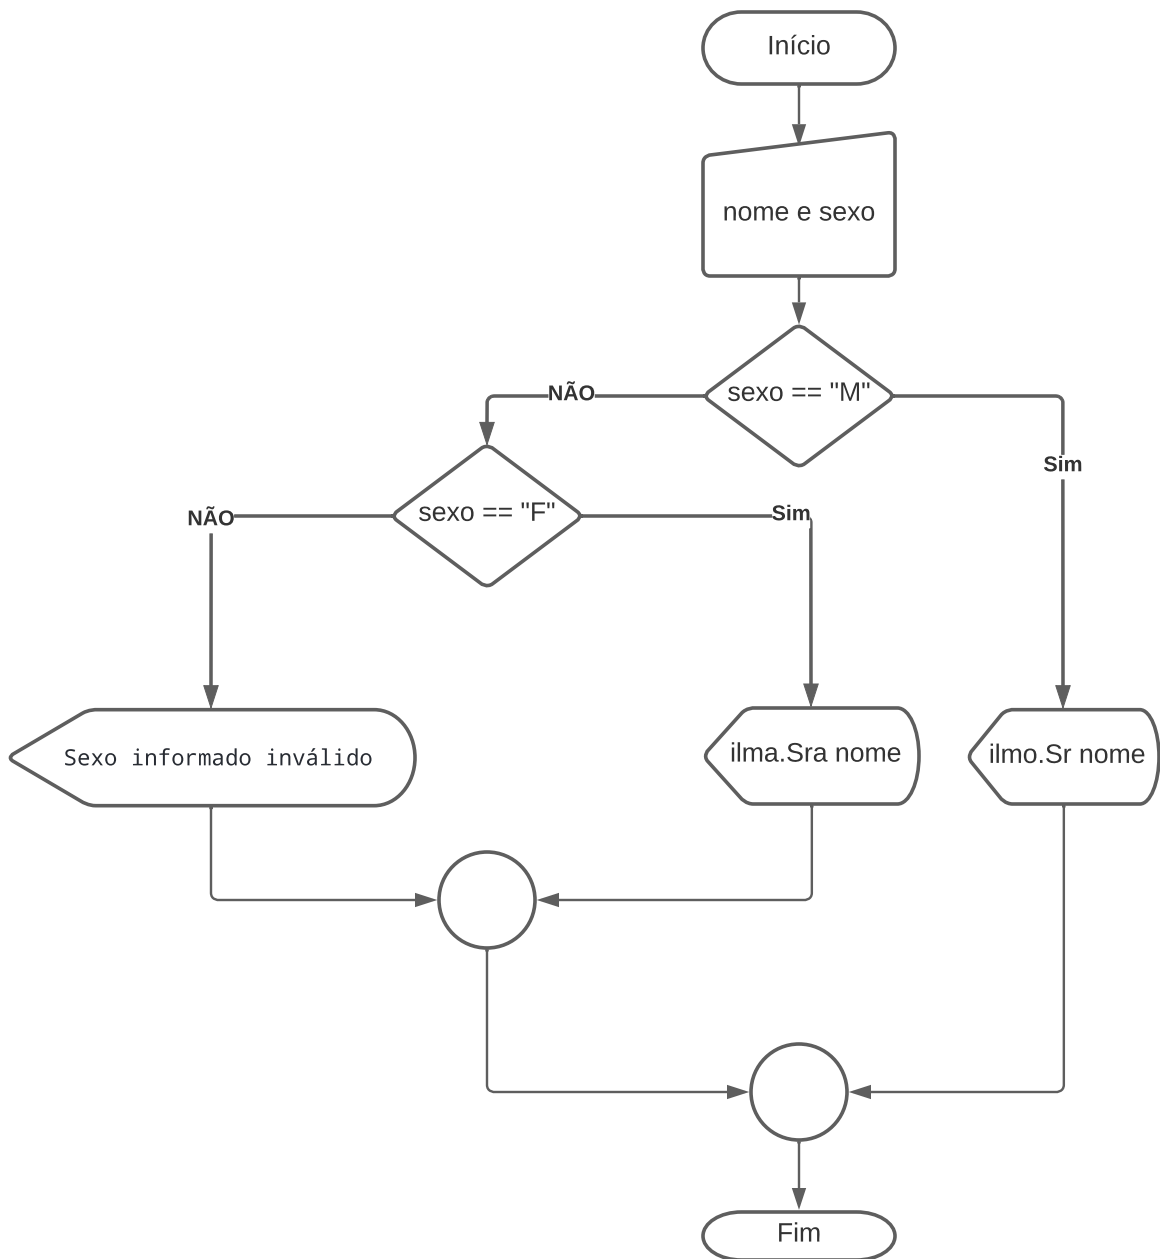 Início
nome e sexo
sexo == "M"
NÃO
Sim
sexo == "F"
NÃO
Sim
Sexo informado inválido
ilma.Sra nome
ilmo.Sr nome
Fim